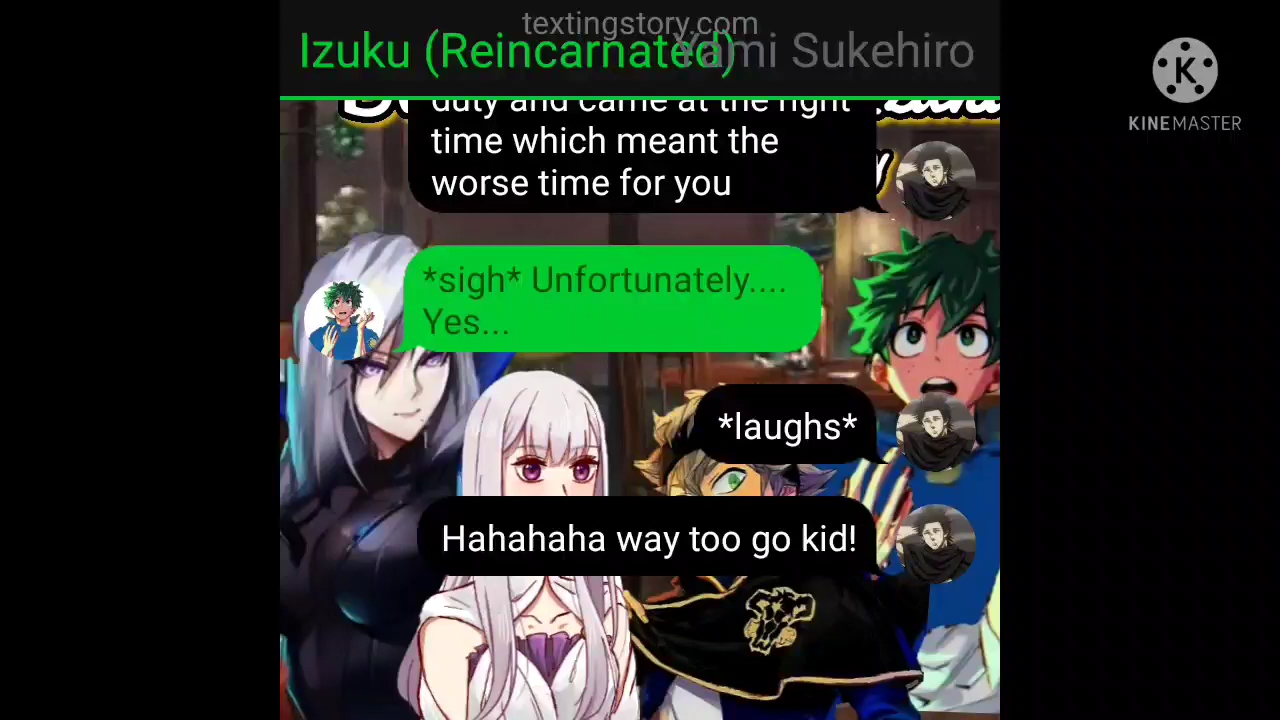 textingstory.com
Izuku (Reincarnated)
Yami Sukehiro
KINEMASTER
duty and came at the right
time which meant the
worse time for you
*sigh* Unfortunately....
Yes...
*laughs*
Hahahaha way too go kid!